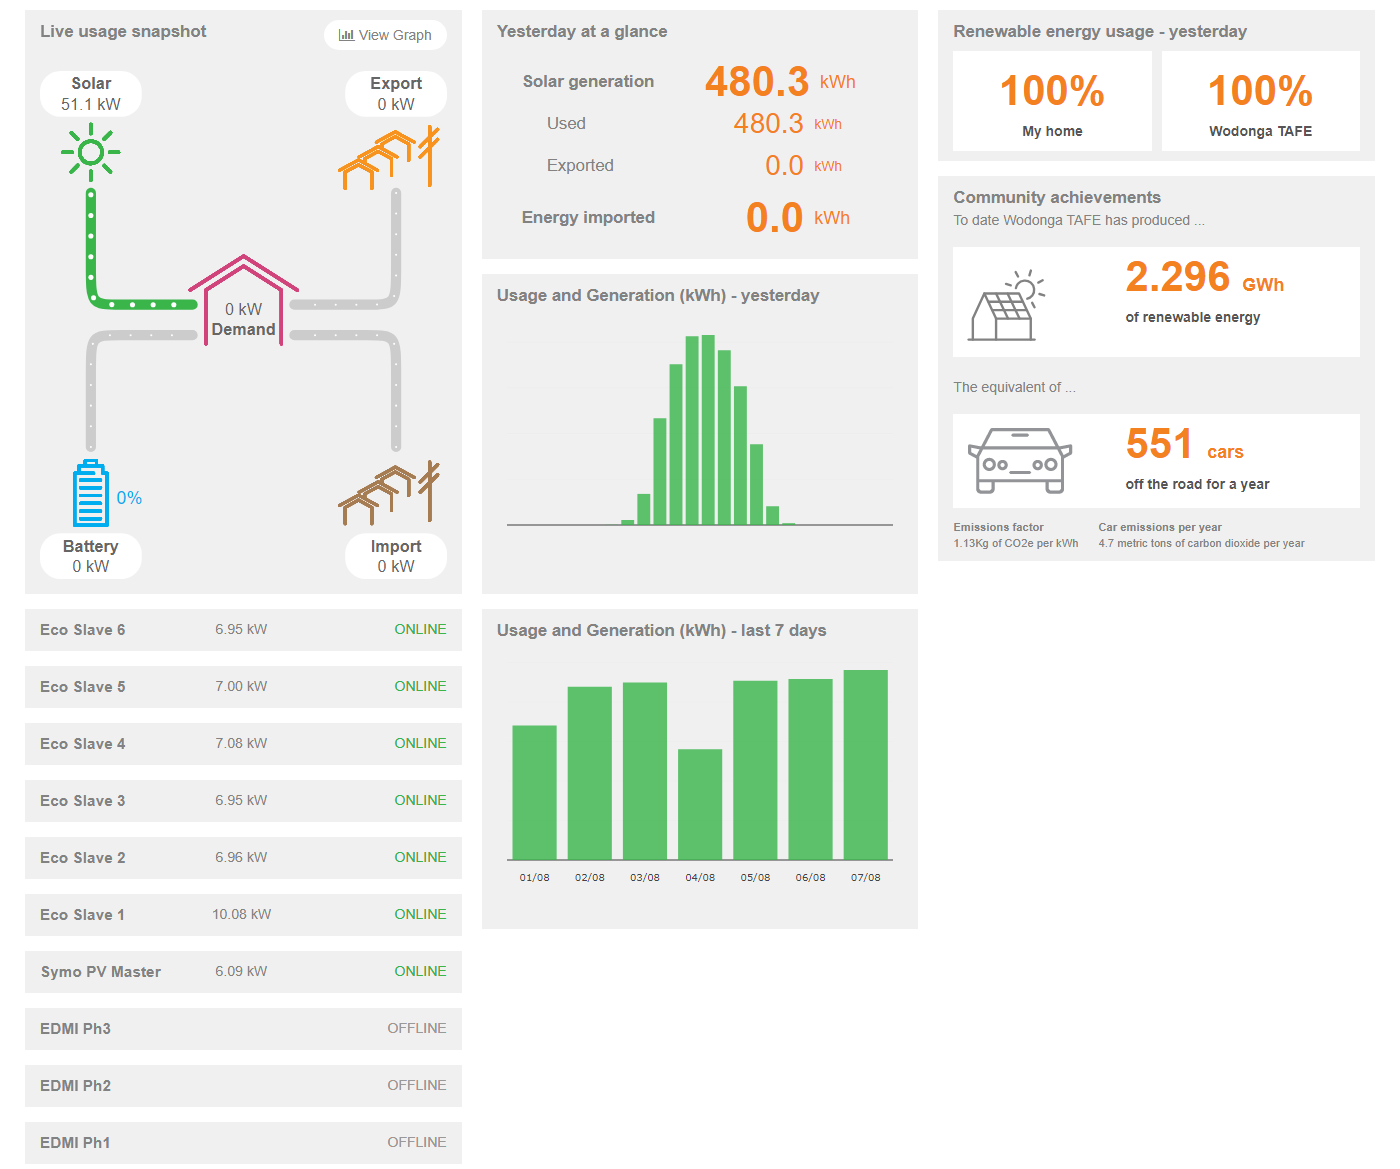 Live usage snapshot
View Graph
Solar
51.1 kW
Export
0 kW
0 kW
Demand
0%
Battery
0 kW
Import
0 kW
Eco Slave 6 6.95 kW ONLINE
Eco Slave 5 7.00 kW ONLINE
Eco Slave 4 7.08 kW ONLINE
Eco Slave 3 6.95 kW ONLINE
Eco Slave 2 6.96 kW ONLINE
Eco Slave 1 10.08 kW ONLINE
Symo PV Master 6.09 kW ONLINE
EDMI Ph3 OFFLINE
EDMI Ph2 OFFLINE
EDMI Ph1 OFFLINE
Yesterday at a glance
Solar generation 480.3 kWh
Used 480.3 kWh
Exported 0.0 kWh
Energy imported 0.0 kWh
Usage and Generation (kWh) - yesterday
Usage and Generation (kWh) - last 7 days
01/08 02/08 03/08 04/08 05/08 06/08 07/08
Renewable energy usage - yesterday
100%
My home
100%
Wodonga TAFE
Community achievements
To date Wodonga TAFE has produced ...
2.296 GWh
of renewable energy
The equivalent of ...
551 cars
off the road for a year
Emissions factor
1.13Kg of CO2e per kWh
Car emissions per year
4.7 metric tons of carbon dioxide per year